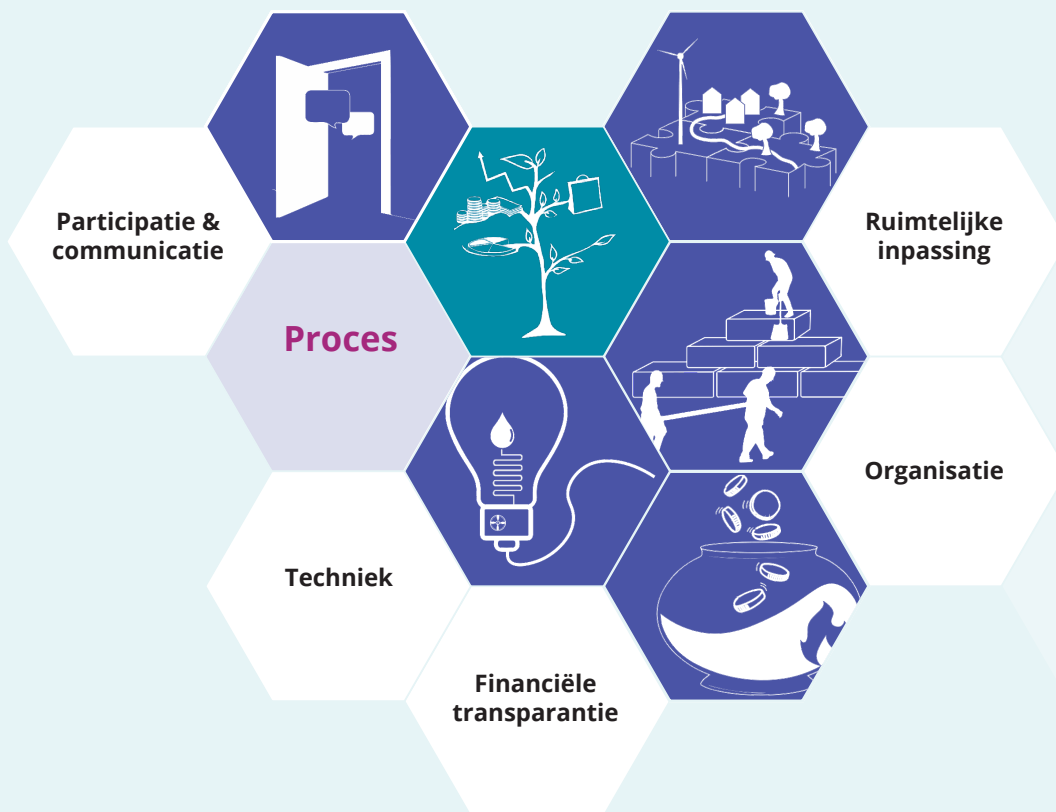 Participatie &
communicatie
Ruimtelijke
inpassing
Proces
Organisatie
Techniek
Financiële
transparantie